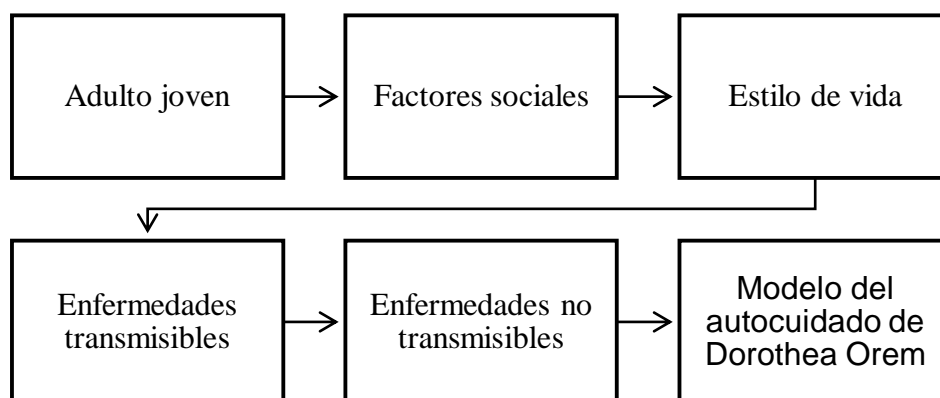 Adulto joven
Factores sociales
Estilo de vida
Enfermedades
transmisibles
Enfermedades no
transmisibles
Modelo del
autocuidado de
Dorothea Orem